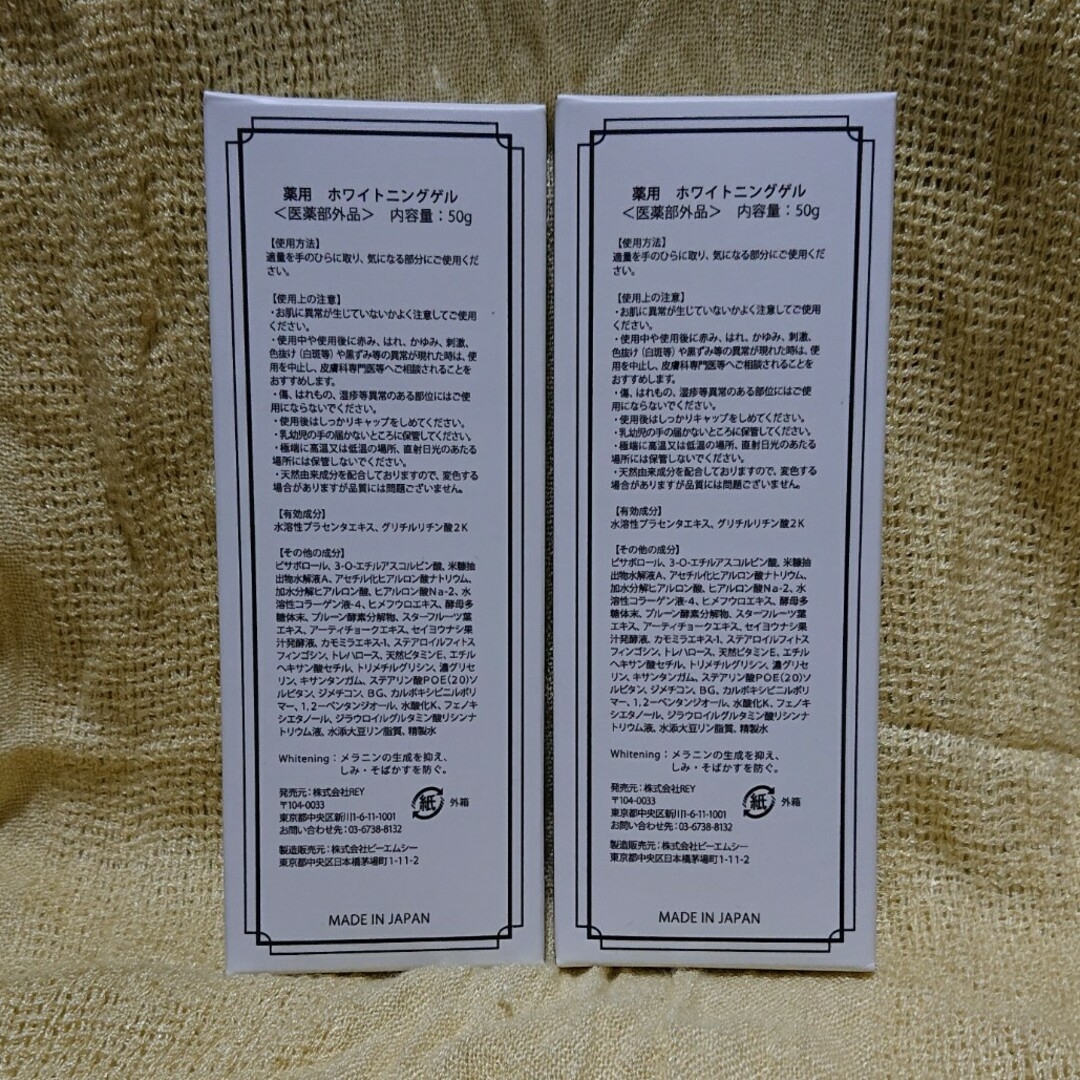 薬用　ホワイトニングゲル
＜医薬部外品＞　内容量：50g
【使用方法】
適量を手のひらに取り、気になる部分にご使用くだ
さい。
【使用上の注意】
・お肌に異常が生じていないかよく注意してご使用
ください。
・使用中や使用後に赤み、はれ、かゆみ、刺激、
色抜け（白斑等）や黒ずみ等の異常が現れた時は、使
用を中止し、皮膚科専門医等へご相談されることを
おすすめします。
・傷、はれもの、湿疹等異常のある部位にはご使
用にならないでください。
・使用後はしっかりキャップをしめてください。
・乳幼児の手の届かないところに保管してください。
・極端に高温又は低温の場所、直射日光のあたる
場所には保管しないでください。
・天然由来成分を配合しておりますので、変色する
場合がありますが品質には問題ございません。
【有効成分】
水溶性プラセンタエキス、グリチルリチン酸2K
【その他の成分】
ビサボロール、3-O-エチルアスコルビン酸、米糠抽
出物水解液A、アセチル化ヒアルロン酸ナトリウム、
加水分解ヒアルロン酸、ヒアルロン酸Na-2、水
溶性コラーゲン液-4、ヒメフウロエキス、酵母多
糖体末、プルーン酵素分解物、スターフルーツ葉
エキス、アーティチョークエキス、セイヨウナシ果
汁発酵液、カモミラエキス-1、ステアロイルフィトス
フィンゴシン、トレハロース、天然ビタミンE、エチル
ヘキサン酸セチル、トリメチルグリシン、濃グリセ
リン、キサンタンガム、ステアリン酸POE(20)ソ
ルビタン、ジメチコン、BG、カルボキシビニルポリ
マー、1,2-ペンタンジオール、水酸化K、フェノキ
シエタノール、ジラウロイルグルタミン酸リシンナ
トリウム液、水添大豆リン脂質、精製水
Whitening：メラニンの生成を抑え、
しみ・そばかすを防ぐ。
発売元：株式会社REY
〒104-0033
東京都中央区新川1-6-11-1001
お問い合わせ先：03-6738-8132
紙 外箱
製造販売元：株式会社ビーエムシー
東京都中央区日本橋茅場町1-11-2
MADE IN JAPAN
薬用　ホワイトニングゲル
＜医薬部外品＞　内容量：50g
【使用方法】
適量を手のひらに取り、気になる部分にご使用くだ
さい。
【使用上の注意】
・お肌に異常が生じていないかよく注意してご使用
ください。
・使用中や使用後に赤み、はれ、かゆみ、刺激、
色抜け（白斑等）や黒ずみ等の異常が現れた時は、使
用を中止し、皮膚科専門医等へご相談されることを
おすすめします。
・傷、はれもの、湿疹等異常のある部位にはご使
用にならないでください。
・使用後はしっかりキャップをしめてください。
・乳幼児の手の届かないところに保管してください。
・極端に高温又は低温の場所、直射日光のあたる
場所には保管しないでください。
・天然由来成分を配合しておりますので、変色する
場合がありますが品質には問題ございません。
【有効成分】
水溶性プラセンタエキス、グリチルリチン酸2K
【その他の成分】
ビサボロール、3-O-エチルアスコルビン酸、米糠抽
出物水解液A、アセチル化ヒアルロン酸ナトリウム、
加水分解ヒアルロン酸、ヒアルロン酸Na-2、水
溶性コラーゲン液-4、ヒメフウロエキス、酵母多
糖体末、プルーン酵素分解物、スターフルーツ葉
エキス、アーティチョークエキス、セイヨウナシ果
汁発酵液、カモミラエキス-1、ステアロイルフィトス
フィンゴシン、トレハロース、天然ビタミンE、エチル
ヘキサン酸セチル、トリメチルグリシン、濃グリセ
リン、キサンタンガム、ステアリン酸POE(20)ソ
ルビタン、ジメチコン、BG、カルボキシビニルポリ
マー、1,2-ペンタンジオール、水酸化K、フェノキ
シエタノール、ジラウロイルグルタミン酸リシンナ
トリウム液、水添大豆リン脂質、精製水
Whitening：メラニンの生成を抑え、
しみ・そばかすを防ぐ。
発売元：株式会社REY
〒104-0033
東京都中央区新川1-6-11-1001
お問い合わせ先：03-6738-8132
紙 外箱
製造販売元：株式会社ビーエムシー
東京都中央区日本橋茅場町1-11-2
MADE IN JAPAN